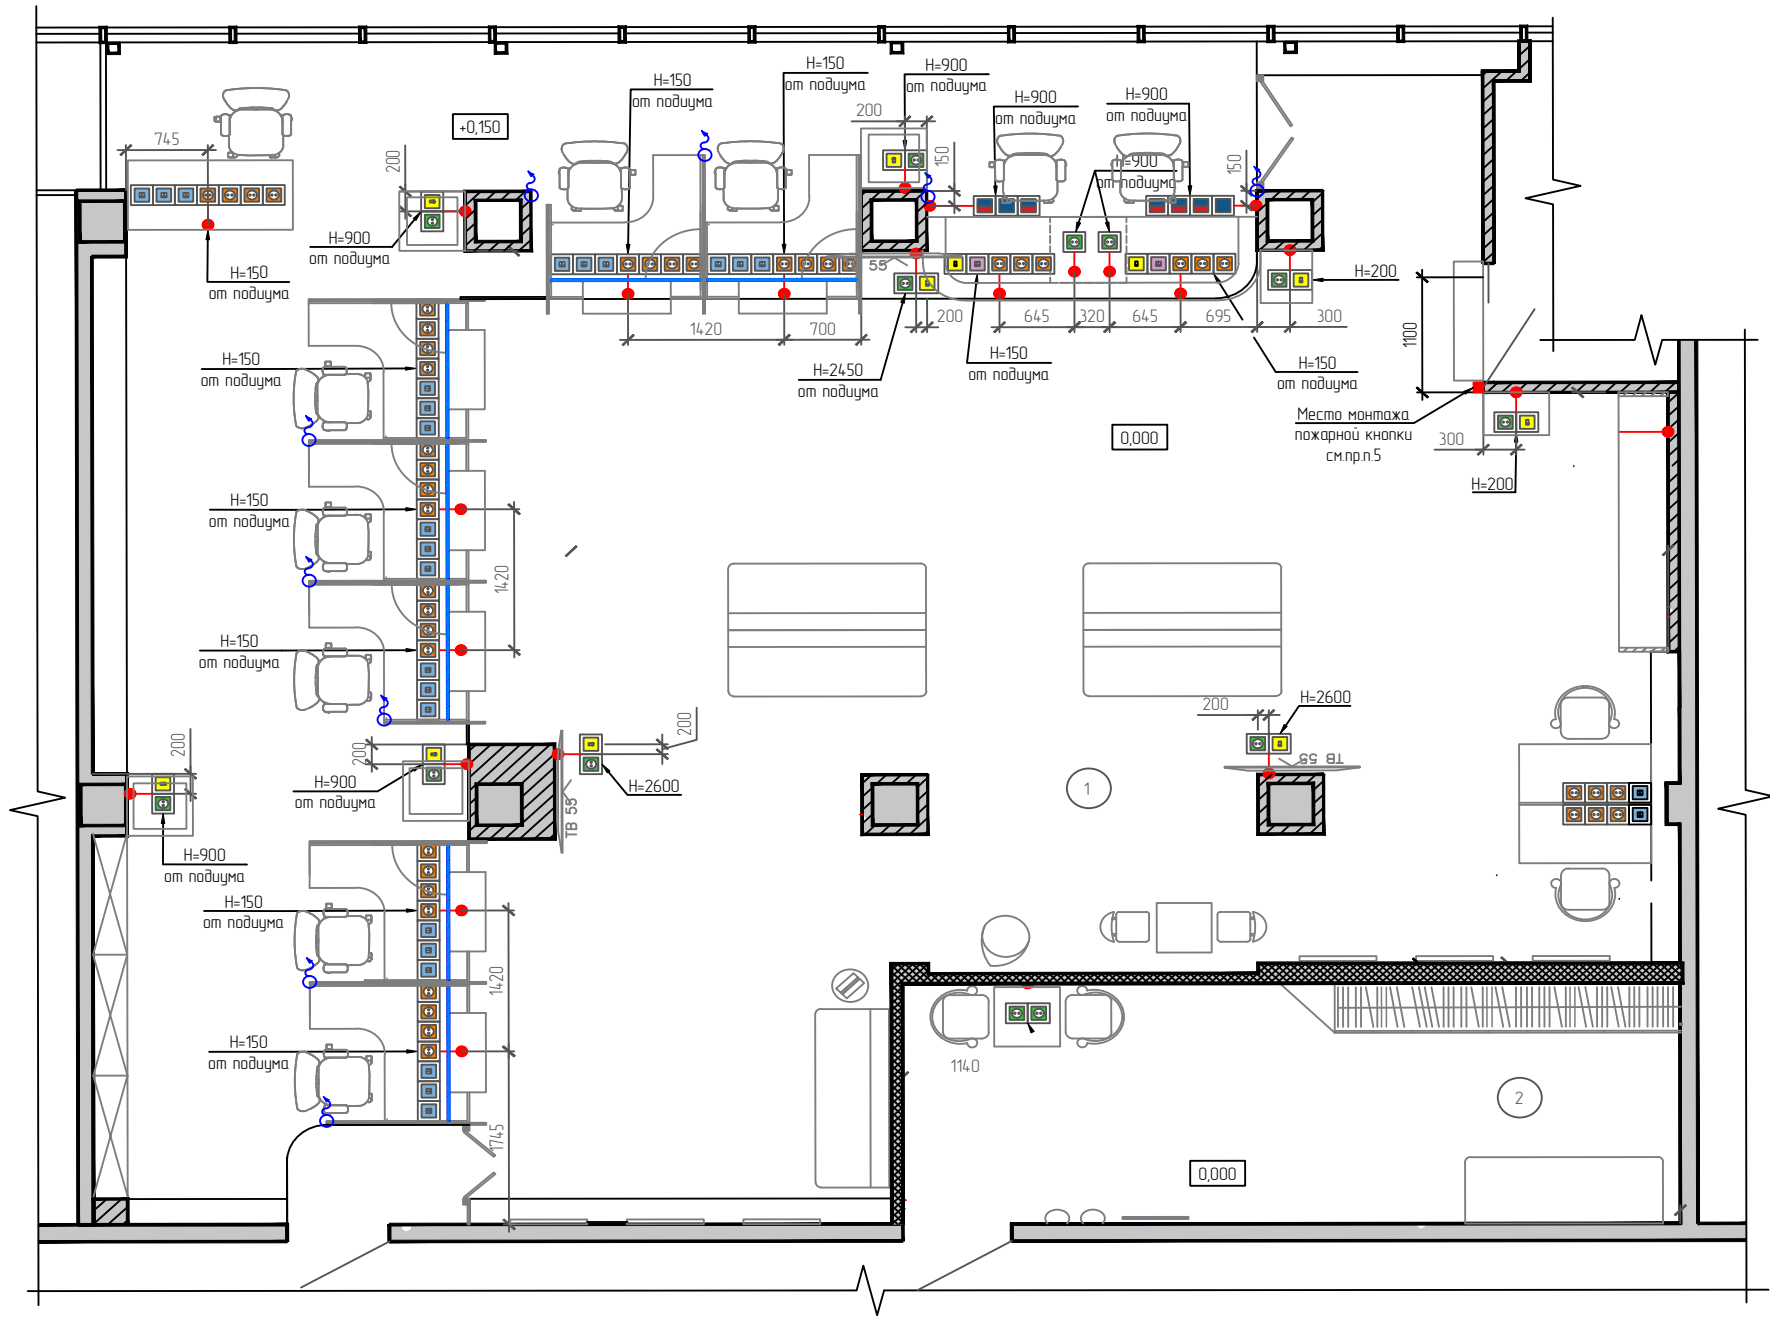 H=150
от подиума
H=150
от подиума
H=900
от подиума
H=900
от подиума
H=900
от подиума
200
+0,150
745
200
150
H=900
от подиума
150
H=900
от подиума
H=150
от подиума
H=200
55
1420
700
200
645
320
645
695
300
1100
H=2450
от подиума
H=150
от подиума
H=150
от подиума
H=150
от подиума
Место монтажа
пожарной кнопки
см.пр.п.5
0,000
300
H=200
H=150
от подиума
1420
H=150
от подиума
200
H=2600
200
200
200
H=900
от подиума
H=2600
ТВ 55
ТВ 55
1
H=900
от подиума
H=150
от подиума
1420
H=150
от подиума
1140
2
1745
0,000